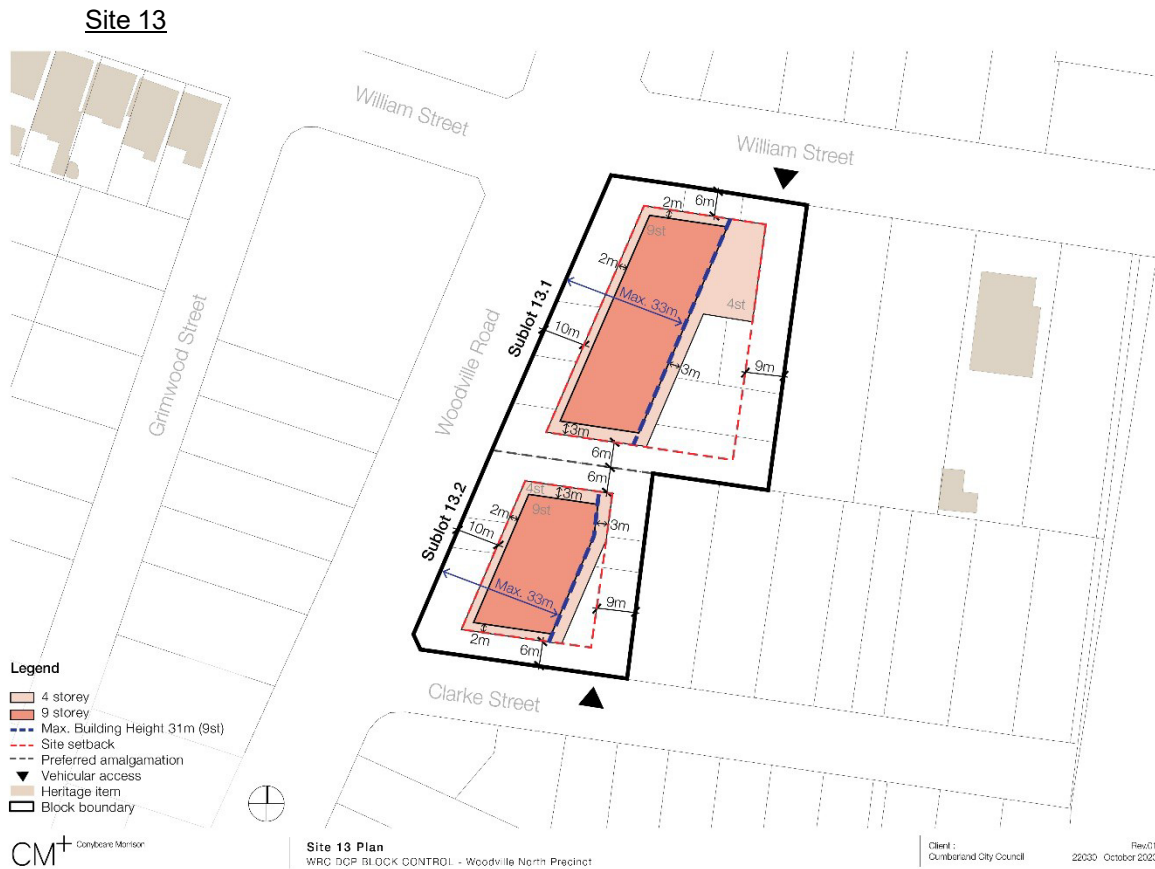 Site 13
William Street
William Street
Grimwood Street
Woodville Road
Clarke Street
Sublot 13.1
6m
2m
9st
2m
4st
Max. 33m
10m
3m
9m
3m
6m
6m
Sublot 13.2
4st
3m
9st
2m
3m
10m
Max. 33m
9m
2m
6m
Legend
4 storey
9 storey
Max. Building Height 31m (9st)
Site setback
Preferred amalgamation
Vehicular access
Heritage item
Block boundary
CM+ Conybeare Morrison
Site 13 Plan
WRC DCP BLOCK CONTROL - Woodville North Precinct
Client :
Cumberland City Council
Rev.01
22030 October 2023